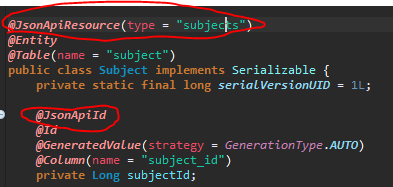 @JsonApiResource(type = "subjects")
@Entity
@Table(name = "subject")
public class Subject implements Serializable {
private static final long serialVersionUID = 1L;
@JsonApiId
@Id
@GeneratedValue(strategy = GenerationType.AUTO)
@Column(name = "subject_id")
private Long subjectId;